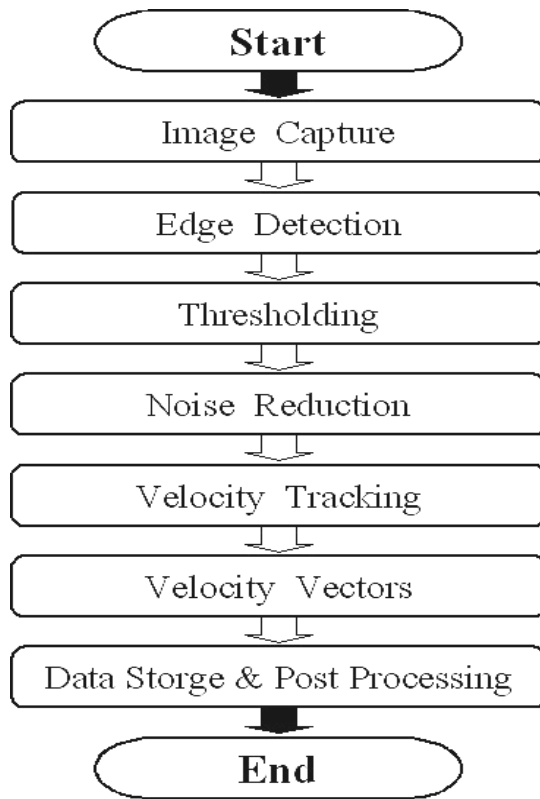 Start
Image Capture
Edge Detection
Thresholding
Noise Reduction
Velocity Tracking
Velocity Vectors
Data Storge & Post Processing
End